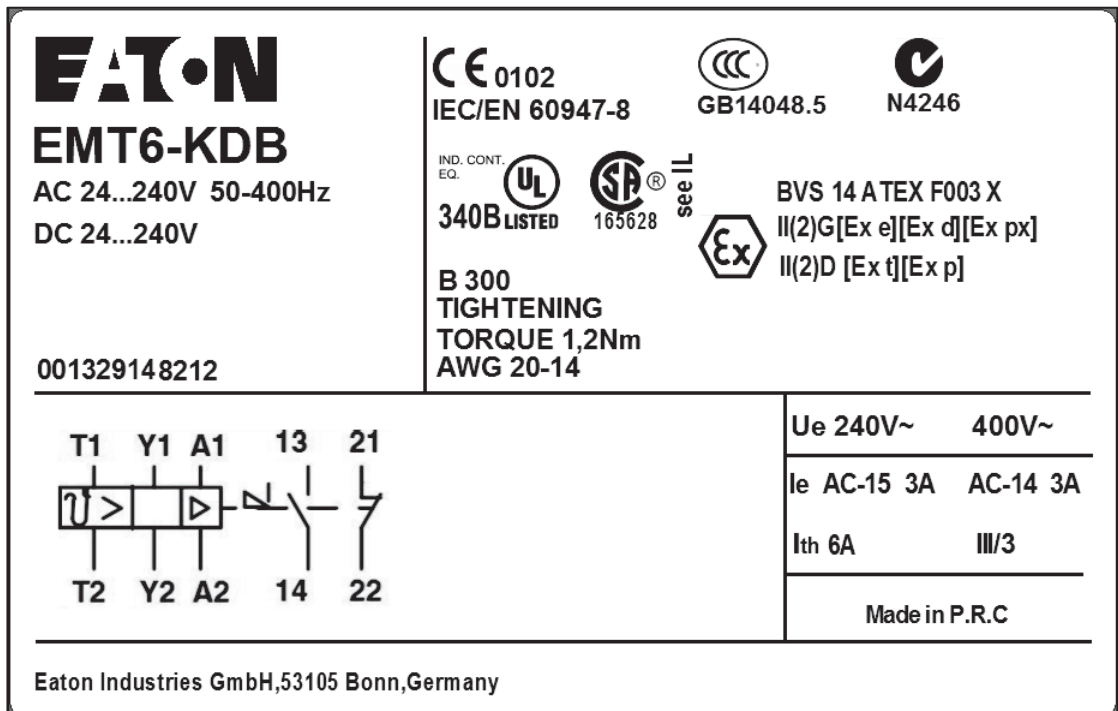 EATON
EMT6-KDB
AC 24...240V 50-400Hz
DC 24...240V
001329148212
CE 0102
IEC/EN 60947-8
CCC
GB14048.5
N4246
IND. CONT.
EQ.
340B
UL
LISTED
SA ®
165628
see IL
Ex
BVS 14 ATEX F003 X
II(2)G[Ex e][Ex d][Ex px]
II(2)D [Ex t][Ex p]
B 300
TIGHTENING
TORQUE 1,2Nm
AWG 20-14
T1 Y1 A1 13 21
T2 Y2 A2 14 22
Ue 240V~ 400V~
Ie AC-15 3A AC-14 3A
Ith 6A III/3
Made in P.R.C
Eaton Industries GmbH,53105 Bonn,Germany